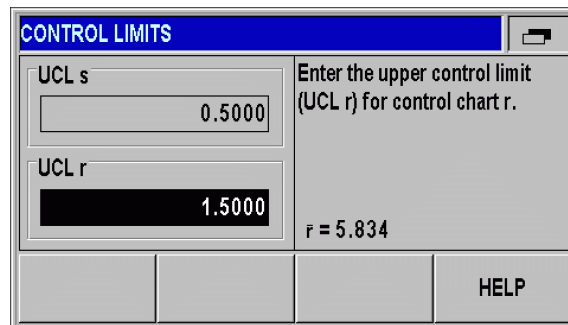 CONTROL LIMITS
UCL s
0.5000
UCL r
1.5000
Enter the upper control limit
(UCL r) for control chart r.
r̄ = 5.834
HELP